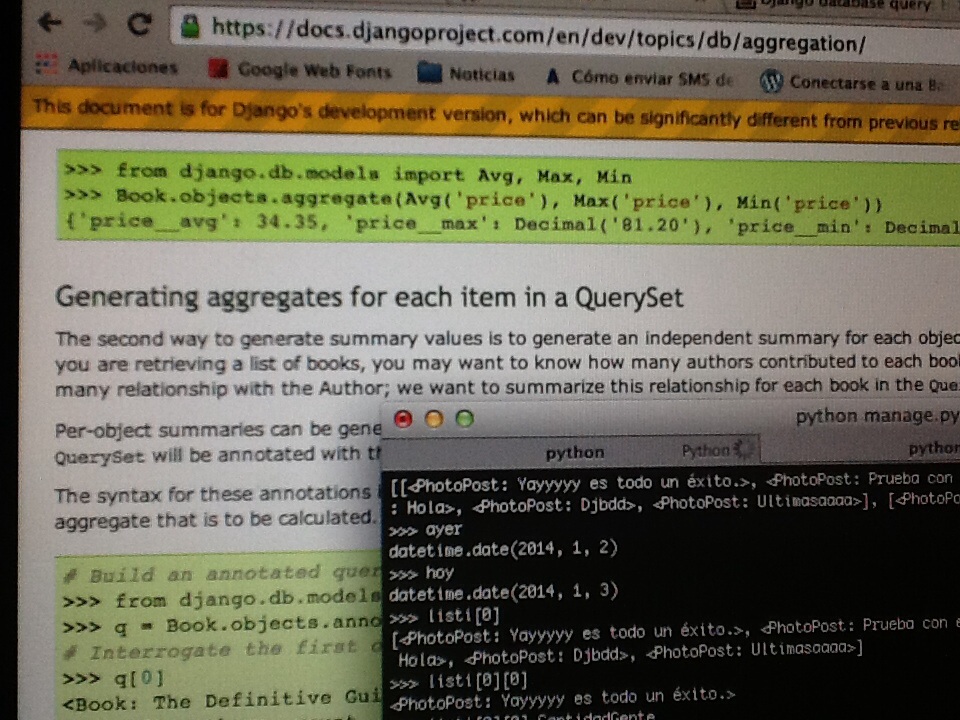 Django database query
https://docs.djangoproject.com/en/dev/topics/db/aggregation/
Aplicaciones Google Web Fonts Noticias Cómo enviar SMS de Conectarse a una Ba
This document is for Django's development version, which can be significantly different from previous re
>>> from django.db.models import Avg, Max, Min
>>> Book.objects.aggregate(Avg('price'), Max('price'), Min('price'))
{'price__avg': 34.35, 'price__max': Decimal('81.20'), 'price__min': Decimal
Generating aggregates for each item in a QuerySet
The second way to generate summary values is to generate an independent summary for each objec
you are retrieving a list of books, you may want to know how many authors contributed to each boo
many relationship with the Author; we want to summarize this relationship for each book in the Que
Per-object summaries can be gene
QuerySet will be annotated with th
The syntax for these annotations i
aggregate that is to be calculated.
# Build an annotated quer
>>> from django.db.models
>>> q = Book.objects.anno
# Interrogate the first o
>>> q[0]
<Book: The Definitive Gui
python manage.py
python Python python
[[<PhotoPost: Yayyyyy es todo un éxito.>, <PhotoPost: Prueba con
: Hola>, <PhotoPost: Djbdd>, <PhotoPost: Ultimasaaaa>], [<PhotoPo
>>> ayer
datetime.date(2014, 1, 2)
>>> hoy
datetime.date(2014, 1, 3)
>>> listi[0]
[<PhotoPost: Yayyyyy es todo un éxito.>, <PhotoPost: Prueba con e
Hola>, <PhotoPost: Djbdd>, <PhotoPost: Ultimasaaaa>]
>>> listi[0][0]
<PhotoPost: Yayyyyy es todo un éxito.>